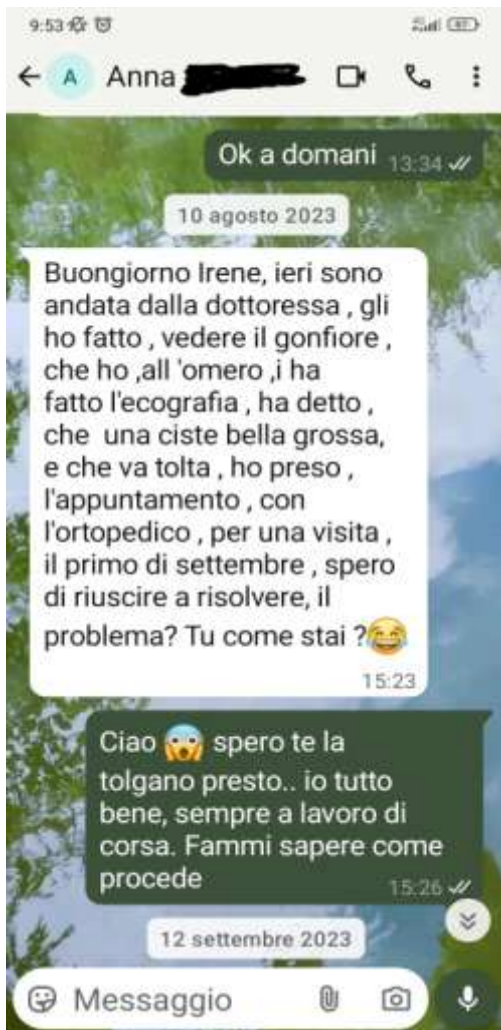 9:53
Anna
Ok a domani 13:34
10 agosto 2023
Buongiorno Irene, ieri sono
andata dalla dottoressa , gli
ho fatto , vedere il gonfiore ,
che ho ,all 'omero ,i ha
fatto l'ecografia , ha detto ,
che una ciste bella grossa,
e che va tolta , ho preso ,
l'appuntamento , con
l'ortopedico , per una visita ,
il primo di settembre , spero
di riuscire a risolvere, il
problema? Tu come stai ?😂
15:23
Ciao 😱 spero te la
tolgano presto.. io tutto
bene, sempre a lavoro di
corsa. Fammi sapere come
procede 15:26
12 settembre 2023
Messaggio